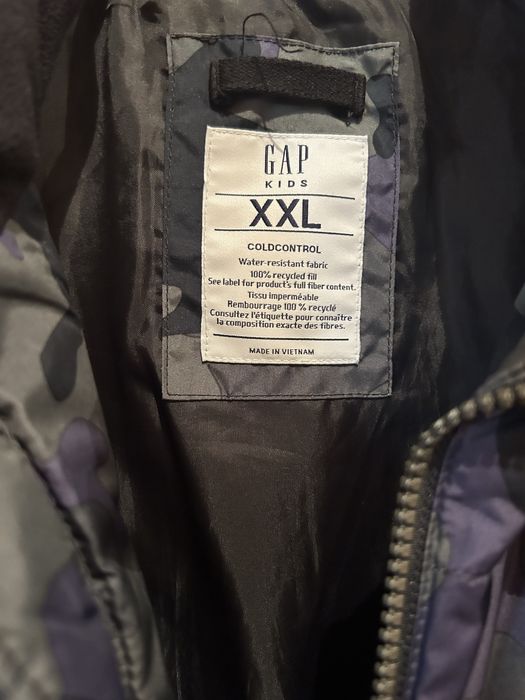 GAP
KIDS
XXL
COLDCONTROL
Water-resistant fabric
100% recycled fill
See label for product's full fiber content.
Tissu imperméable
Rembourrage 100 % recyclé
Consultez l'étiquette pour connaître
la composition exacte des fibres.
MADE IN VIETNAM